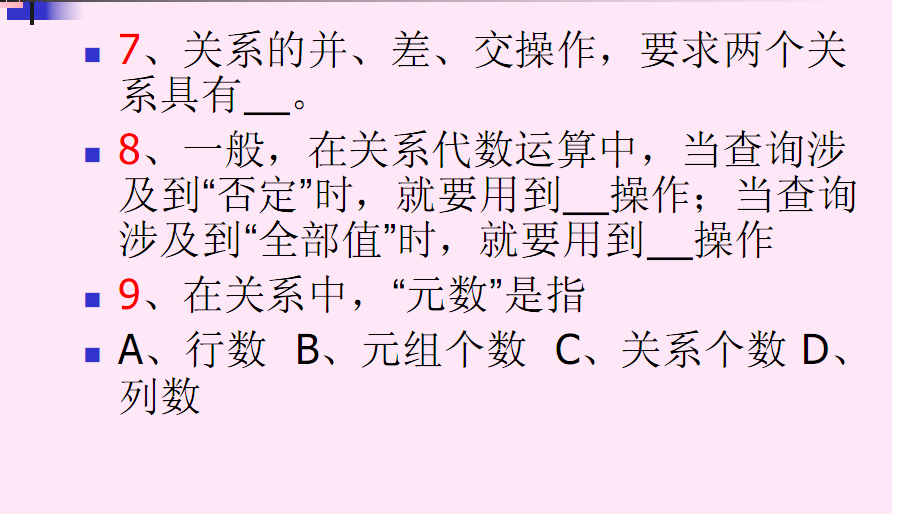 7、关系的并、差、交操作，要求两个关
系具有__。
8、一般，在关系代数运算中，当查询涉
及到“否定”时，就要用到__操作；当查询
涉及到“全部值”时，就要用到__操作
9、在关系中，“元数”是指
A、行数 B、元组个数 C、关系个数 D、
列数